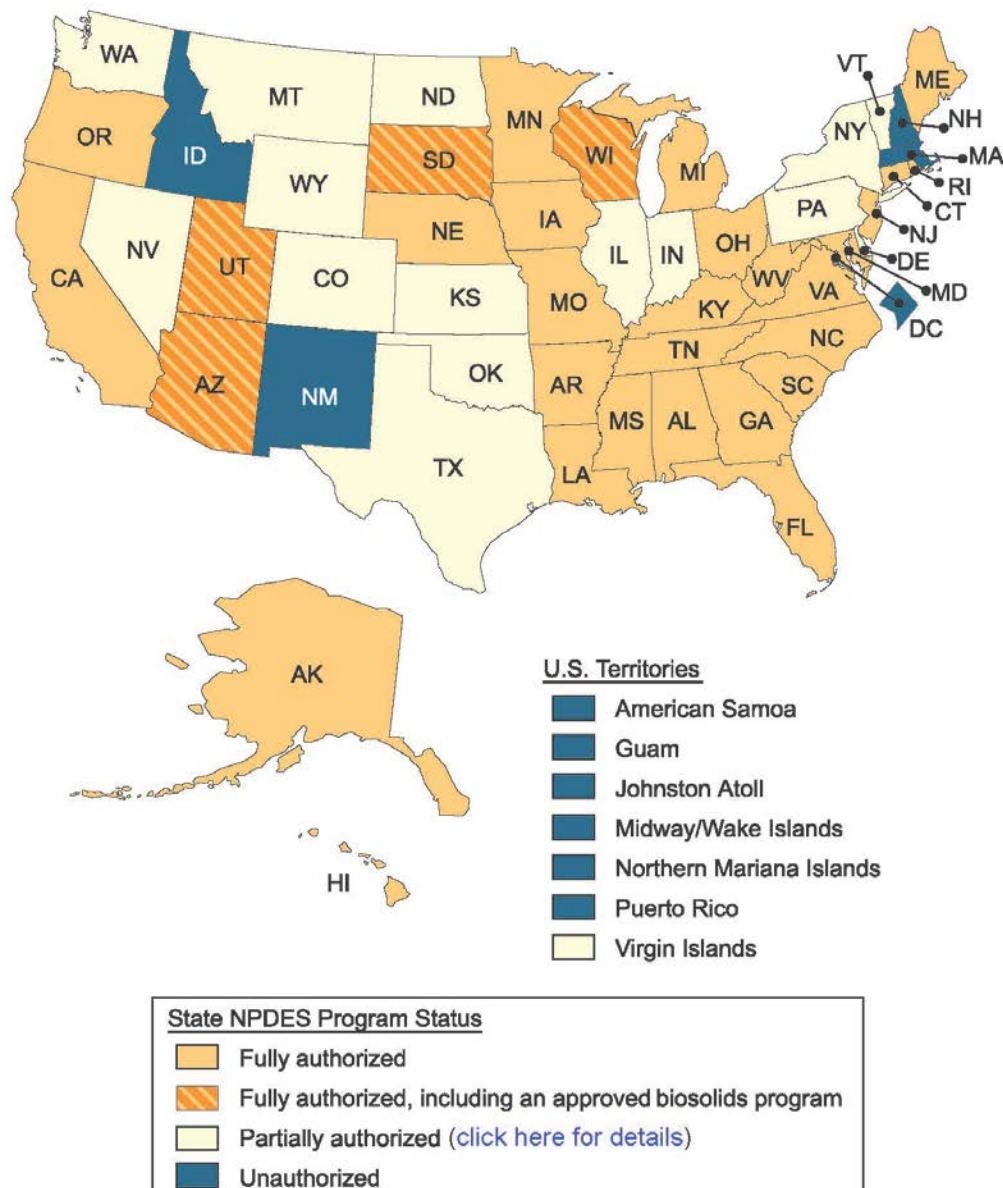 WA
MT
ND
MN
VT
ME
OR
ID
SD
WI
NY
NH
MA
WY
MI
RI
PA
CT
NV
NE
IA
NJ
UT
CO
IL
IN
OH
DE
CA
KS
MO
WV
VA
MD
KY
DC
AZ
NM
OK
AR
TN
NC
SC
MS
AL
GA
TX
LA
FL
AK
HI
U.S. Territories
American Samoa
Guam
Johnston Atoll
Midway/Wake Islands
Northern Mariana Islands
Puerto Rico
Virgin Islands
State NPDES Program Status
Fully authorized
Fully authorized, including an approved biosolids program
Partially authorized (click here for details)
Unauthorized